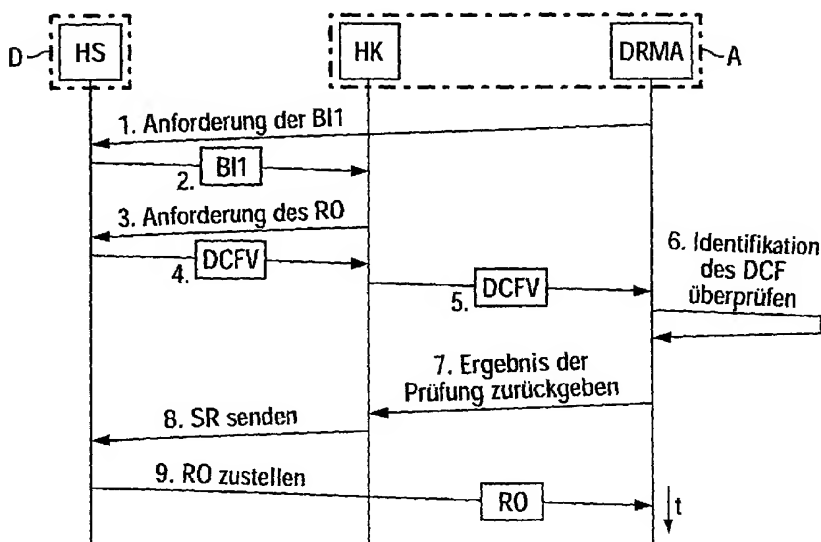 D
HS
HK
DRMA
A
1. Anforderung der BI1
2.
BI1
3. Anforderung des RO
4.
DCFV
5.
DCFV
6. Identifikation
des DCF
überprüfen
7. Ergebnis der
Prüfung zurückgeben
8. SR senden
9. RO zustellen
RO
t